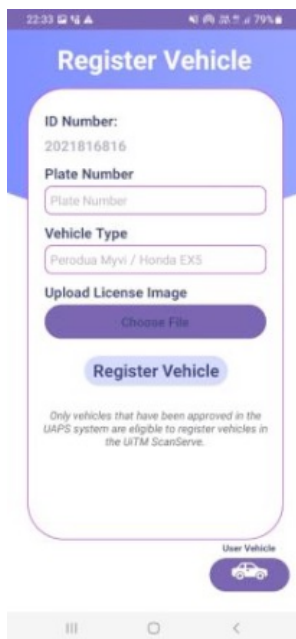 22:33
79%
Register Vehicle
ID Number:
2021816816
Plate Number
Plate Number
Vehicle Type
Perodua Myvi / Honda EX5
Upload License Image
Choose File
Register Vehicle
Only vehicles that have been approved in the
UAPS system are eligible to register vehicles in
the UiTM ScanServe.
User Vehicle